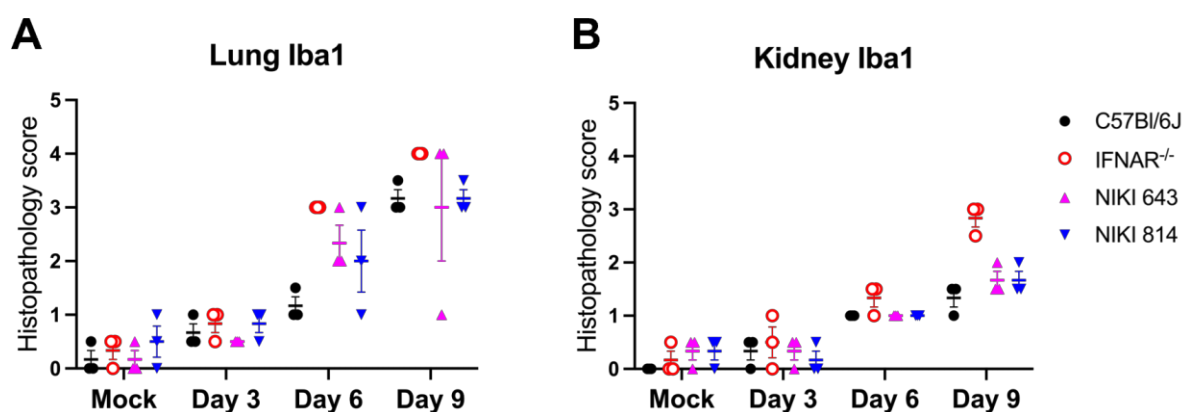 A
Lung Iba1
Histopathology score
5
4
3
2
1
0
Mock Day 3 Day 6 Day 9
B
Kidney Iba1
Histopathology score
5
4
3
2
1
0
Mock Day 3 Day 6 Day 9
C57Bl/6J
IFNAR-/-
NIKI 643
NIKI 814